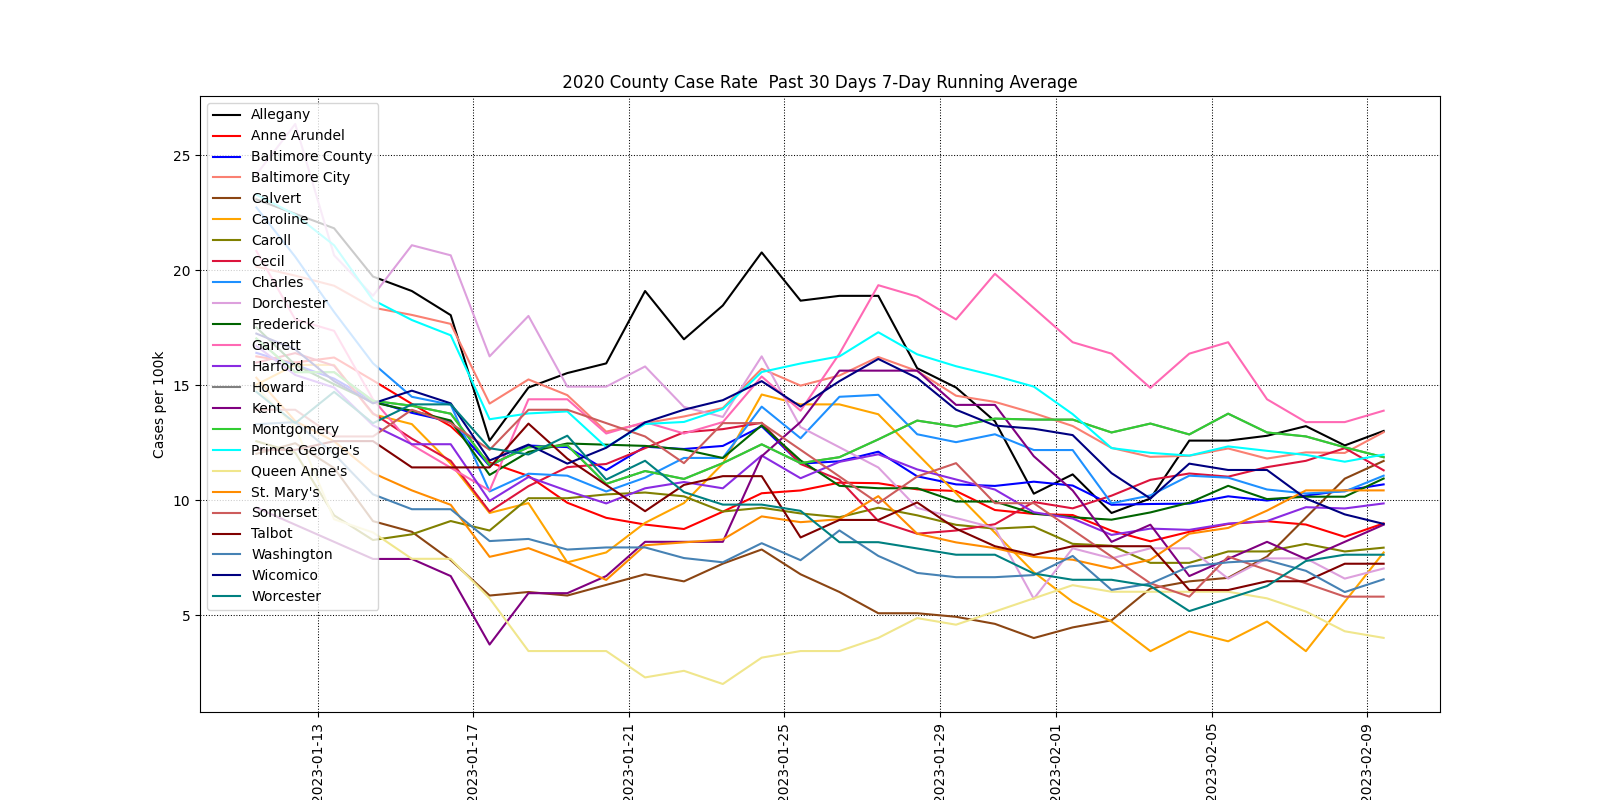 2020 County Case Rate  Past 30 Days 7-Day Running Average
Cases per 100k
25
20
15
10
5
Allegany
Anne Arundel
Baltimore County
Baltimore City
Calvert
Caroline
Caroll
Cecil
Charles
Dorchester
Frederick
Garrett
Harford
Howard
Kent
Montgomery
Prince George's
Queen Anne's
St. Mary's
Somerset
Talbot
Washington
Wicomico
Worcester
2023-01-13
2023-01-17
2023-01-21
2023-01-25
2023-01-29
2023-02-01
2023-02-05
2023-02-09